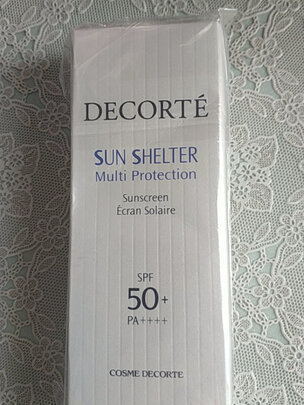 DECORTÉ
SUN SHELTER
Multi Protection
Sunscreen
Écran Solaire
SPF
50+
PA++++
COSME DECORTE